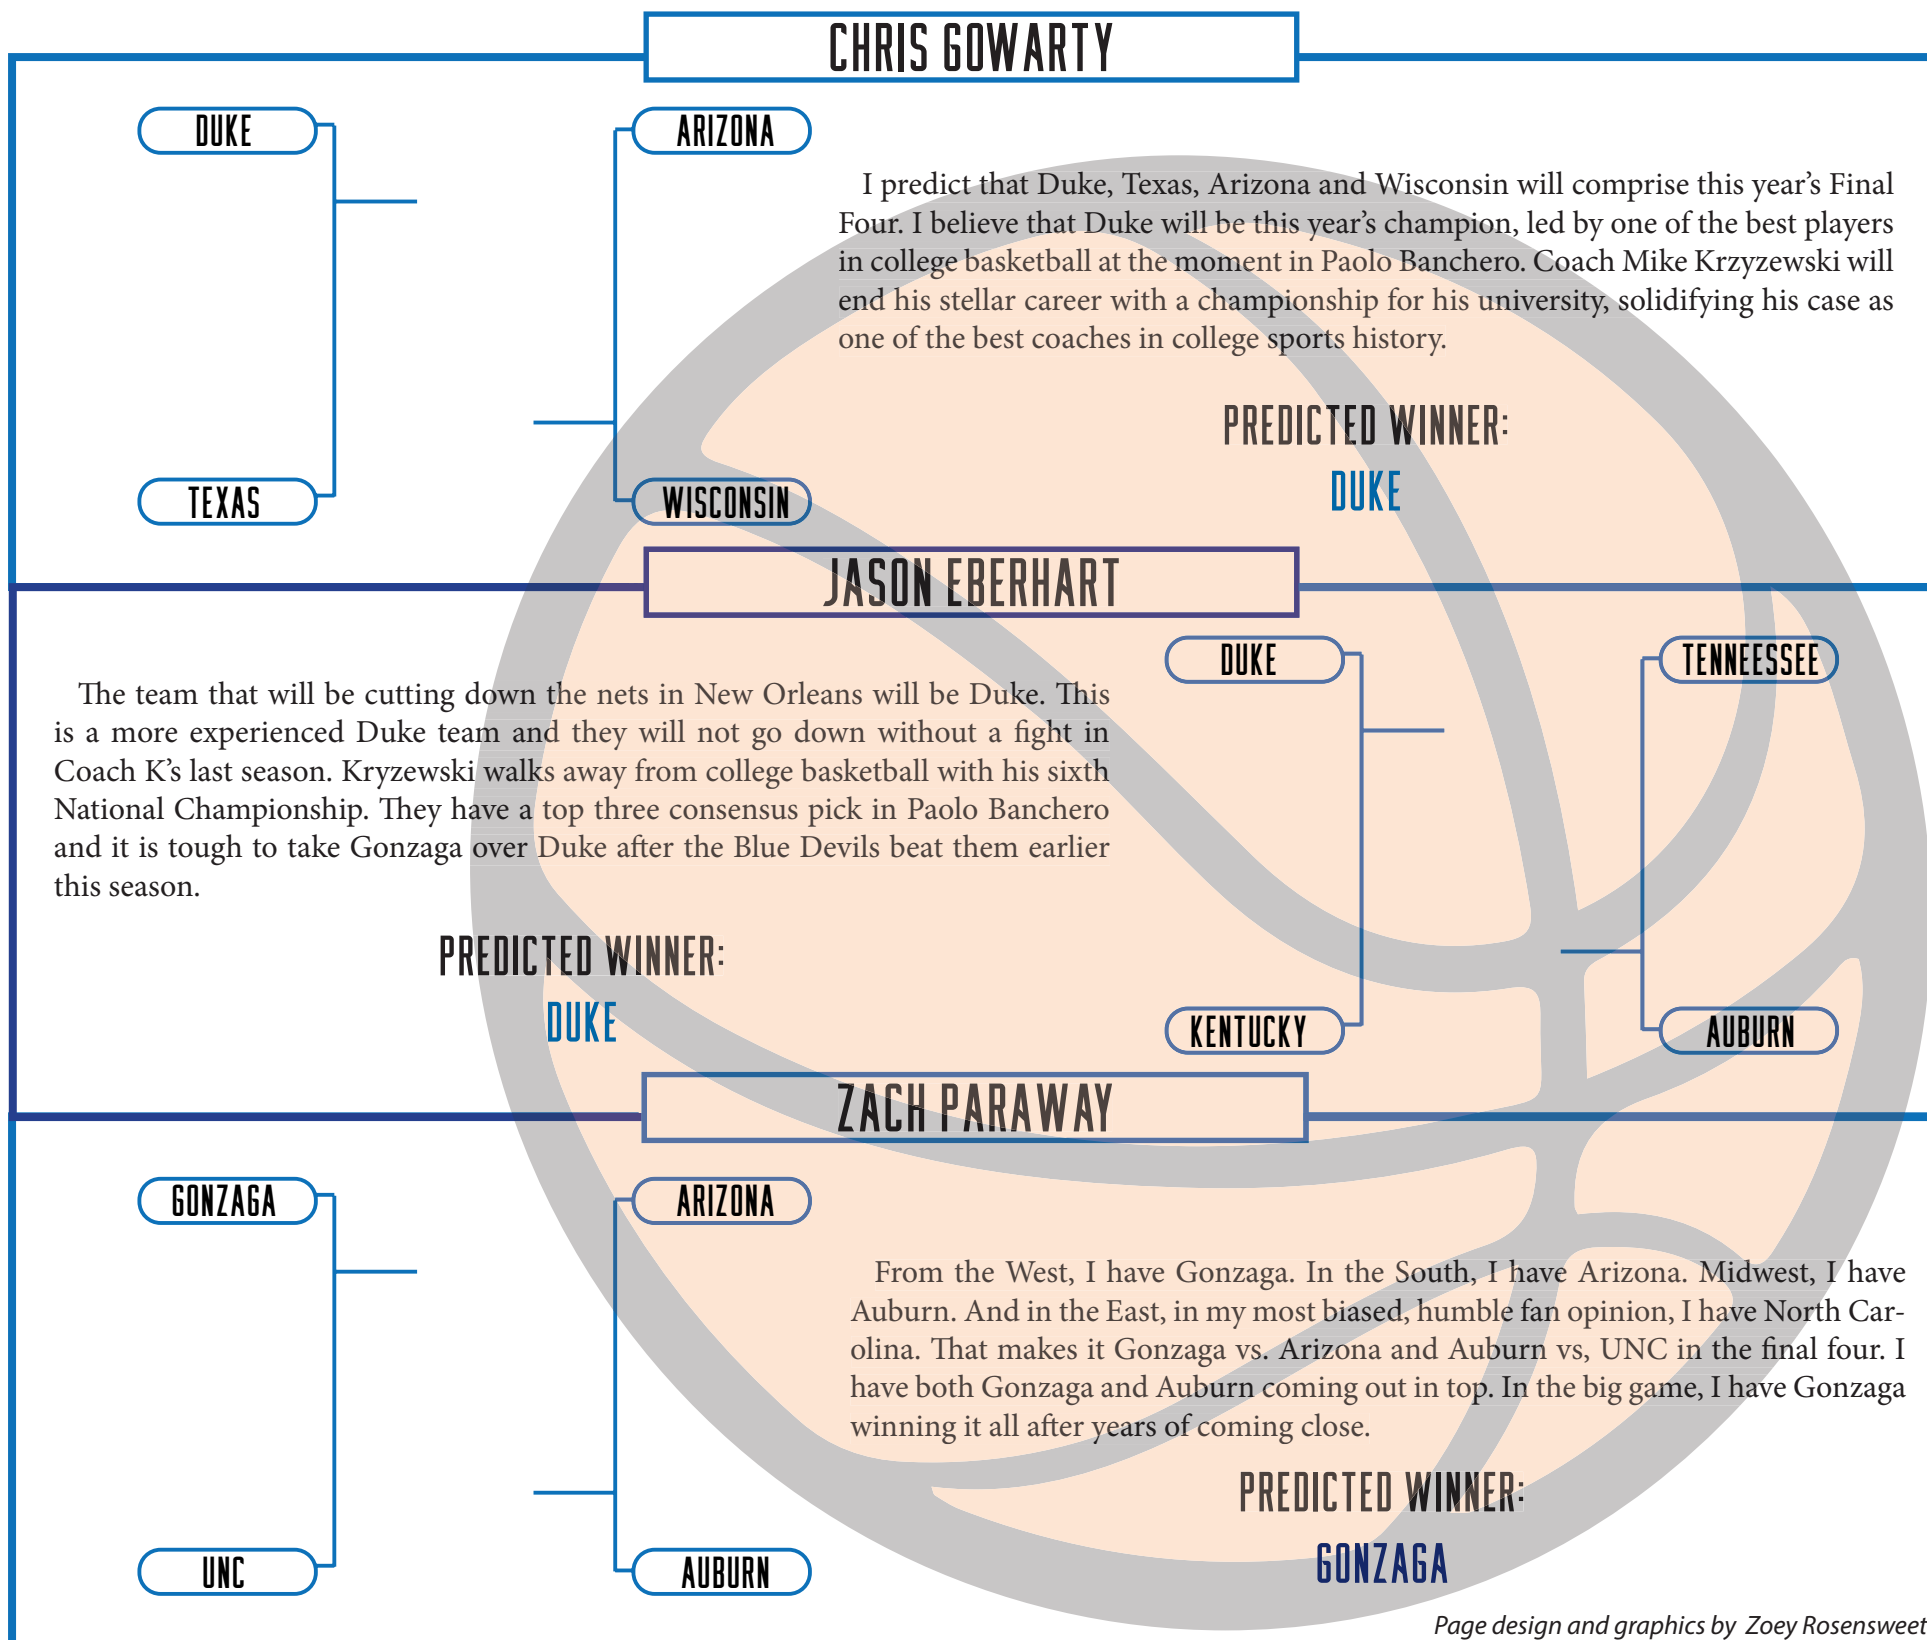 CHRIS GOWARTY
DUKE
ARIZONA
TEXAS
WISCONSIN
I predict that Duke, Texas, Arizona and Wisconsin will comprise this year’s Final
Four. I believe that Duke will be this year’s champion, led by one of the best players
in college basketball at the moment in Paolo Banchero. Coach Mike Krzyzewski will
end his stellar career with a championship for his university, solidifying his case as
one of the best coaches in college sports history.
PREDICTED WINNER:
DUKE
JASON EBERHART
The team that will be cutting down the nets in New Orleans will be Duke. This
is a more experienced Duke team and they will not go down without a fight in
Coach K’s last season. Kryzewski walks away from college basketball with his sixth
National Championship. They have a top three consensus pick in Paolo Banchero
and it is tough to take Gonzaga over Duke after the Blue Devils beat them earlier
this season.
PREDICTED WINNER:
DUKE
DUKE
TENNEESSEE
KENTUCKY
AUBURN
ZACH PARAWAY
GONZAGA
ARIZONA
UNC
AUBURN
From the West, I have Gonzaga. In the South, I have Arizona. Midwest, I have
Auburn. And in the East, in my most biased, humble fan opinion, I have North Car-
olina. That makes it Gonzaga vs. Arizona and Auburn vs, UNC in the final four. I
have both Gonzaga and Auburn coming out in top. In the big game, I have Gonzaga
winning it all after years of coming close.
PREDICTED WINNER:
GONZAGA
Page design and graphics by Zoey Rosensweet